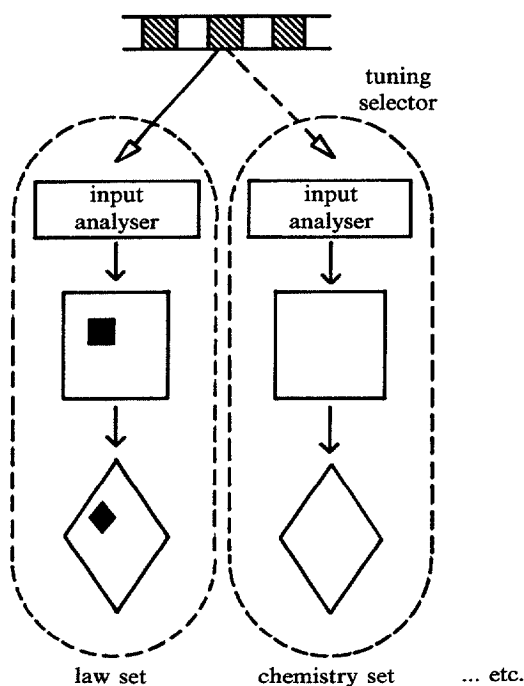 tuning
selector
input
analyser
input
analyser
law set
chemistry set
... etc.